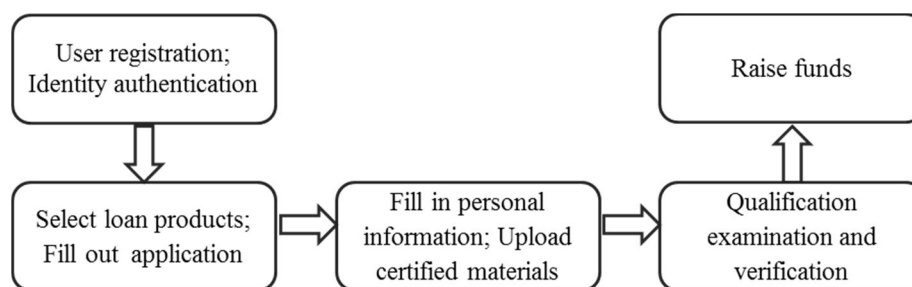 User registration;
Identity authentication
Select loan products;
Fill out application
Fill in personal
information; Upload
certified materials
Qualification
examination and
verification
Raise funds